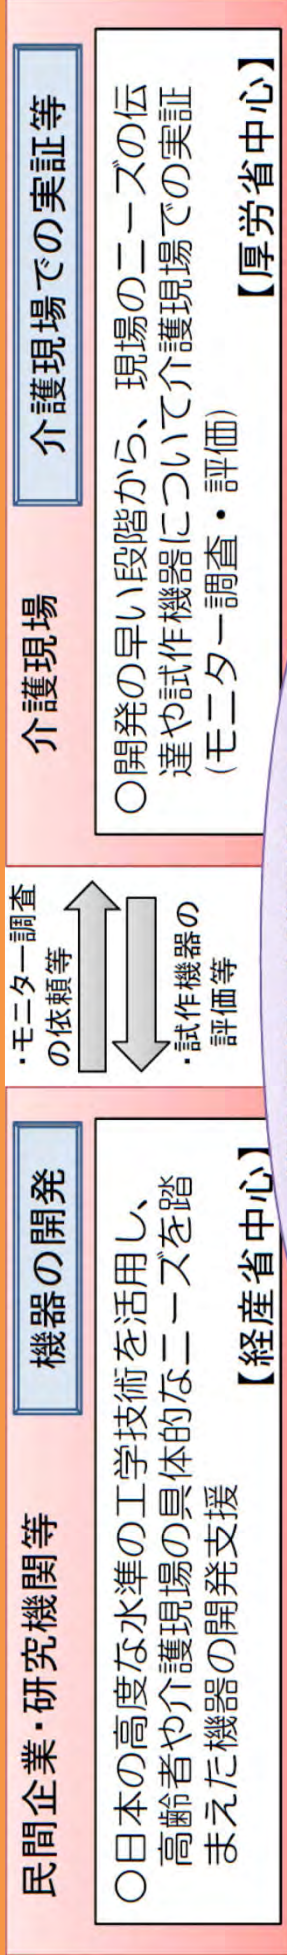 民間企業・研究機関等
機器の開発
○日本の高度な水準の工学技術を活用し、
高齢者や介護現場の具体的なニーズを踏
まえた機器の開発支援
【経産省中心】
・モニター調査
の依頼等
・試作機器の
評価等
介護現場
介護現場での実証等
○開発の早い段階から、現場のニーズの伝
達や試作機器について介護現場での実証
(モニター調査・評価)
【厚労省中心】